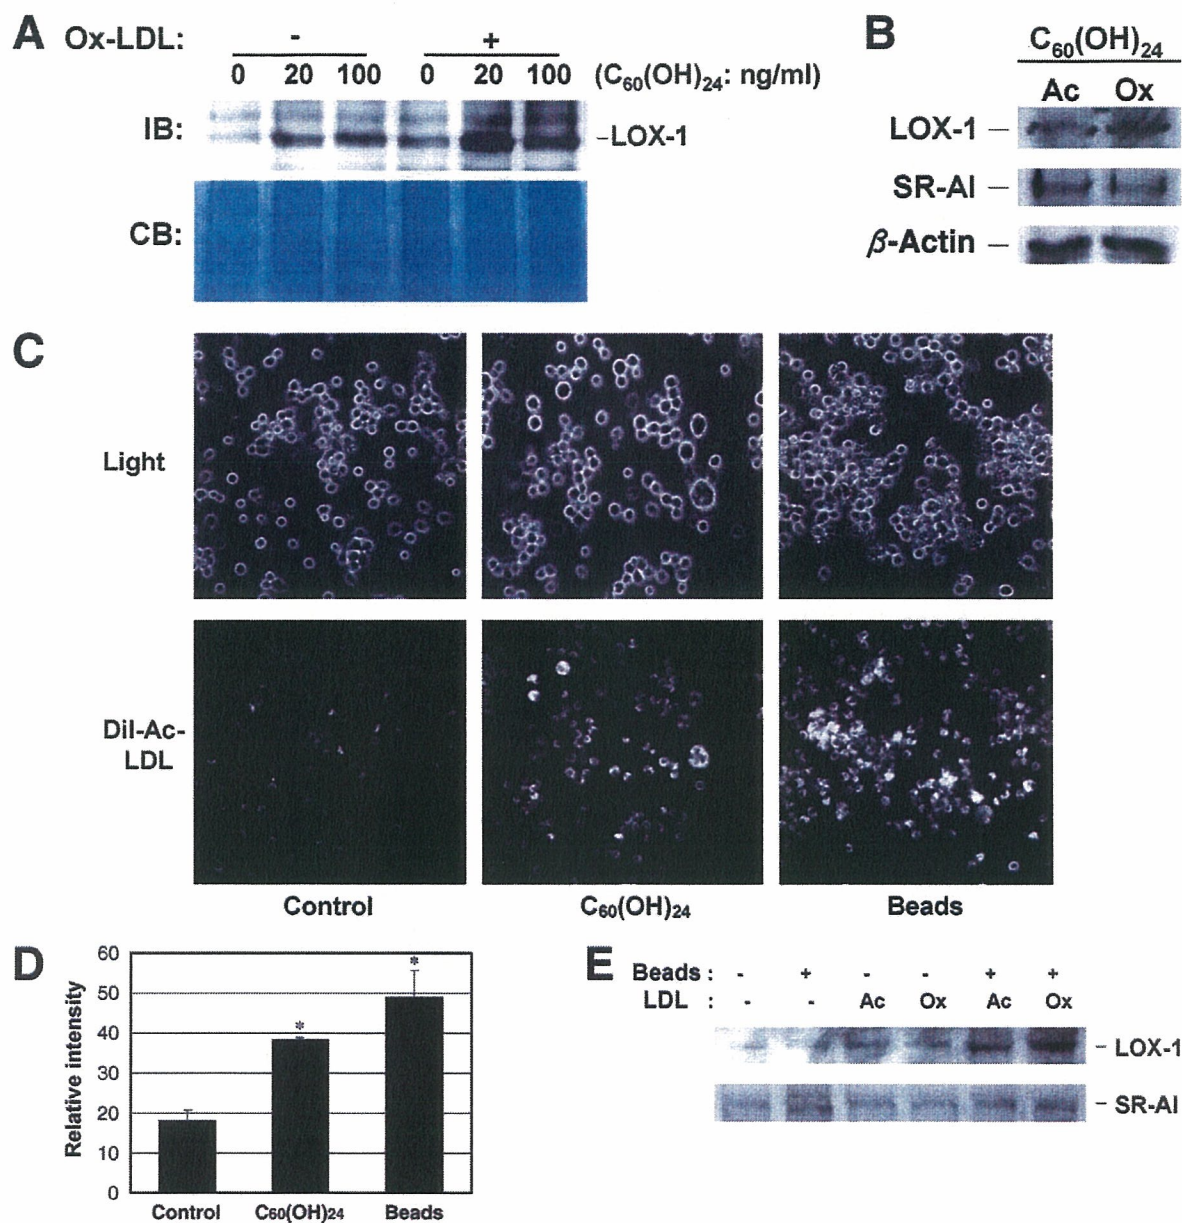 A
Ox-LDL: - +
0 20 100 0 20 100 (C60(OH)24: ng/ml)
IB: -LOX-1
CB:
B
C60(OH)24
Ac Ox
LOX-1 –
SR-AI –
β-Actin –
C
Light
Dil-Ac-
LDL
Control C60(OH)24 Beads
D
Relative intensity
60
50
40
30
20
10
0
* *
Control C60(OH)24 Beads
E
Beads : - + - - + +
LDL : - - Ac Ox Ac Ox
– LOX-1
– SR-AI